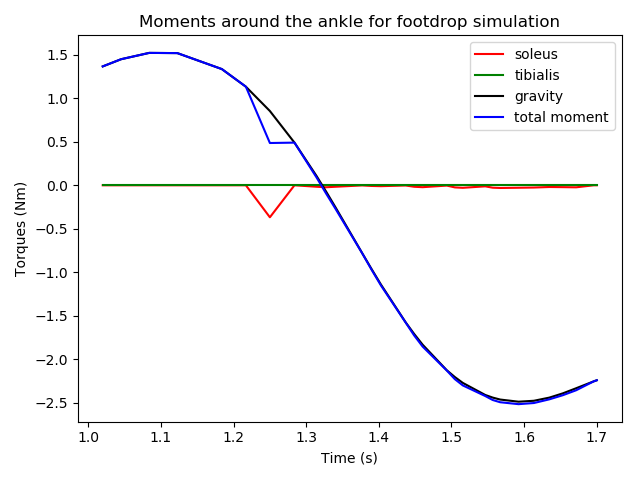 Moments around the ankle for footdrop simulation
soleus
tibialis
gravity
total moment
Torques (Nm)
1.5
1.0
0.5
0.0
−0.5
−1.0
−1.5
−2.0
−2.5
1.0 1.1 1.2 1.3 1.4 1.5 1.6 1.7
Time (s)